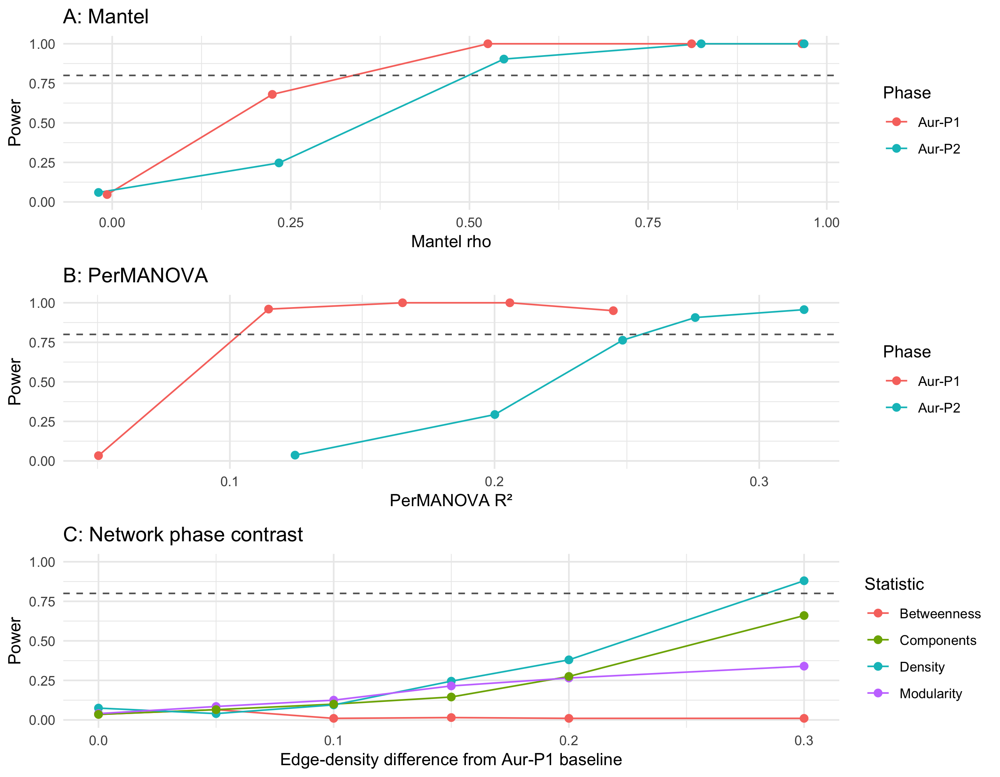 A: Mantel
1.00
0.75
0.50
0.25
0.00
Power
0.00 0.25 0.50 0.75 1.00
Mantel rho
Phase
Aur-P1
Aur-P2
B: PerMANOVA
1.00
0.75
0.50
0.25
0.00
Power
0.1 0.2 0.3
PerMANOVA R²
Phase
Aur-P1
Aur-P2
C: Network phase contrast
1.00
0.75
0.50
0.25
0.00
Power
0.0 0.1 0.2 0.3
Edge-density difference from Aur-P1 baseline
Statistic
Betweenness
Components
Density
Modularity